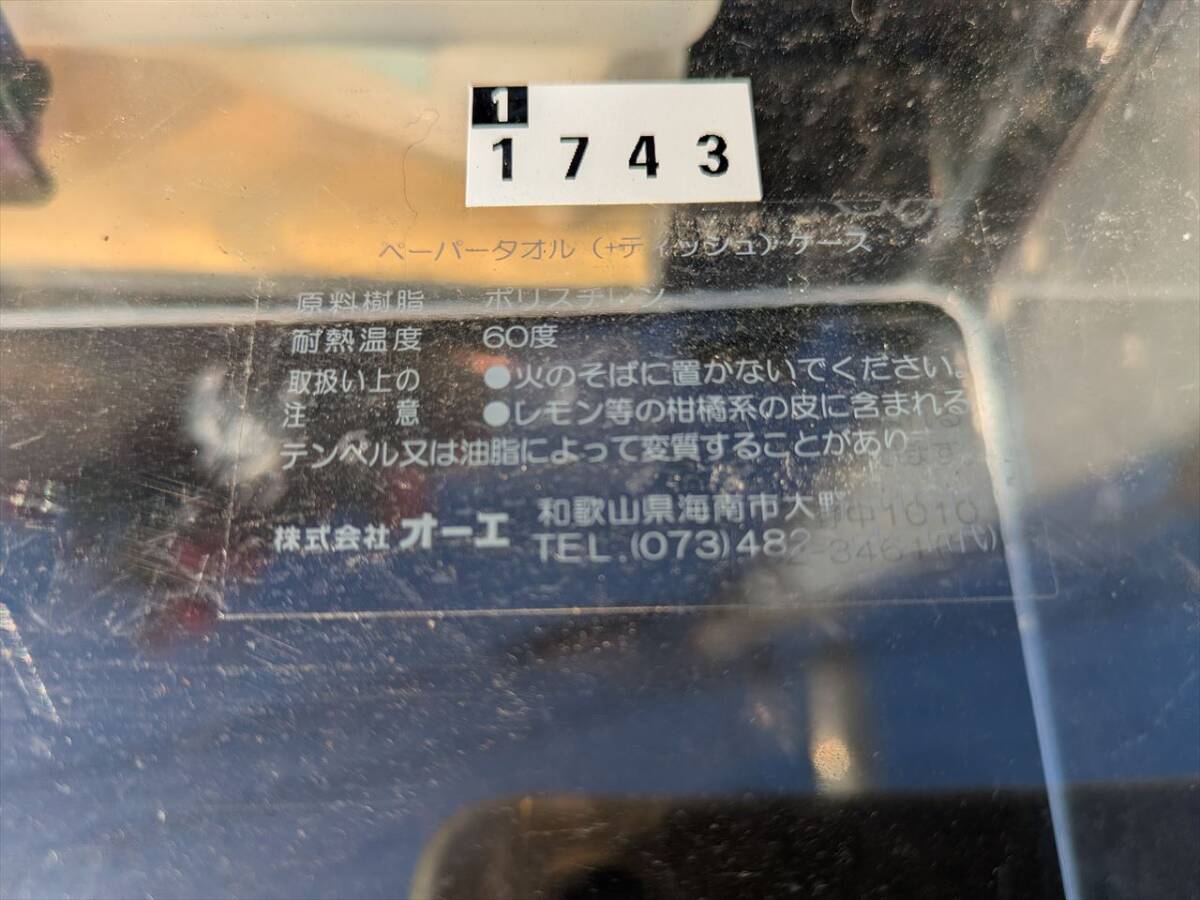 1
1743
ペーパータオル（+ティッシュ）ケース
原料樹脂 ポリスチレン
耐熱温度 60度
取扱い上の ●火のそばに置かないでください。
注意 ●レモン等の柑橘系の皮に含まれる
テンペル又は油脂によって変質することがあります
株式会社 オーエ 和歌山県海南市大野中1010
TEL.(073)482-3461(代)